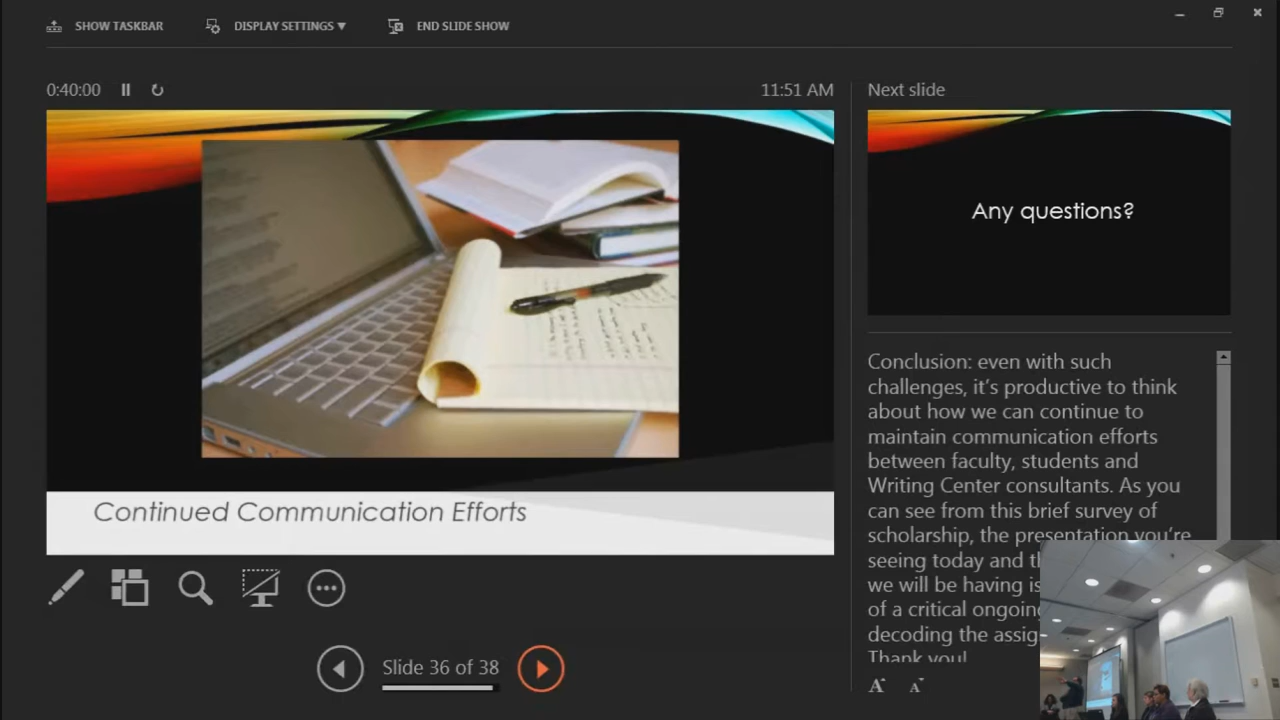 SHOW TASKBAR
DISPLAY SETTINGS ▼
END SLIDE SHOW
0:40:00
11:51 AM
Continued Communication Efforts
Slide 36 of 38
Next slide
Any questions?
Conclusion: even with such
challenges, it's productive to think
about how we can continue to
maintain communication efforts
between faculty, students and
Writing Center consultants. As you
can see from this brief survey of
scholarship, the presentation you're
seeing today and
we will be having
of a critical ongoing
decoding the
Thank you!
A A